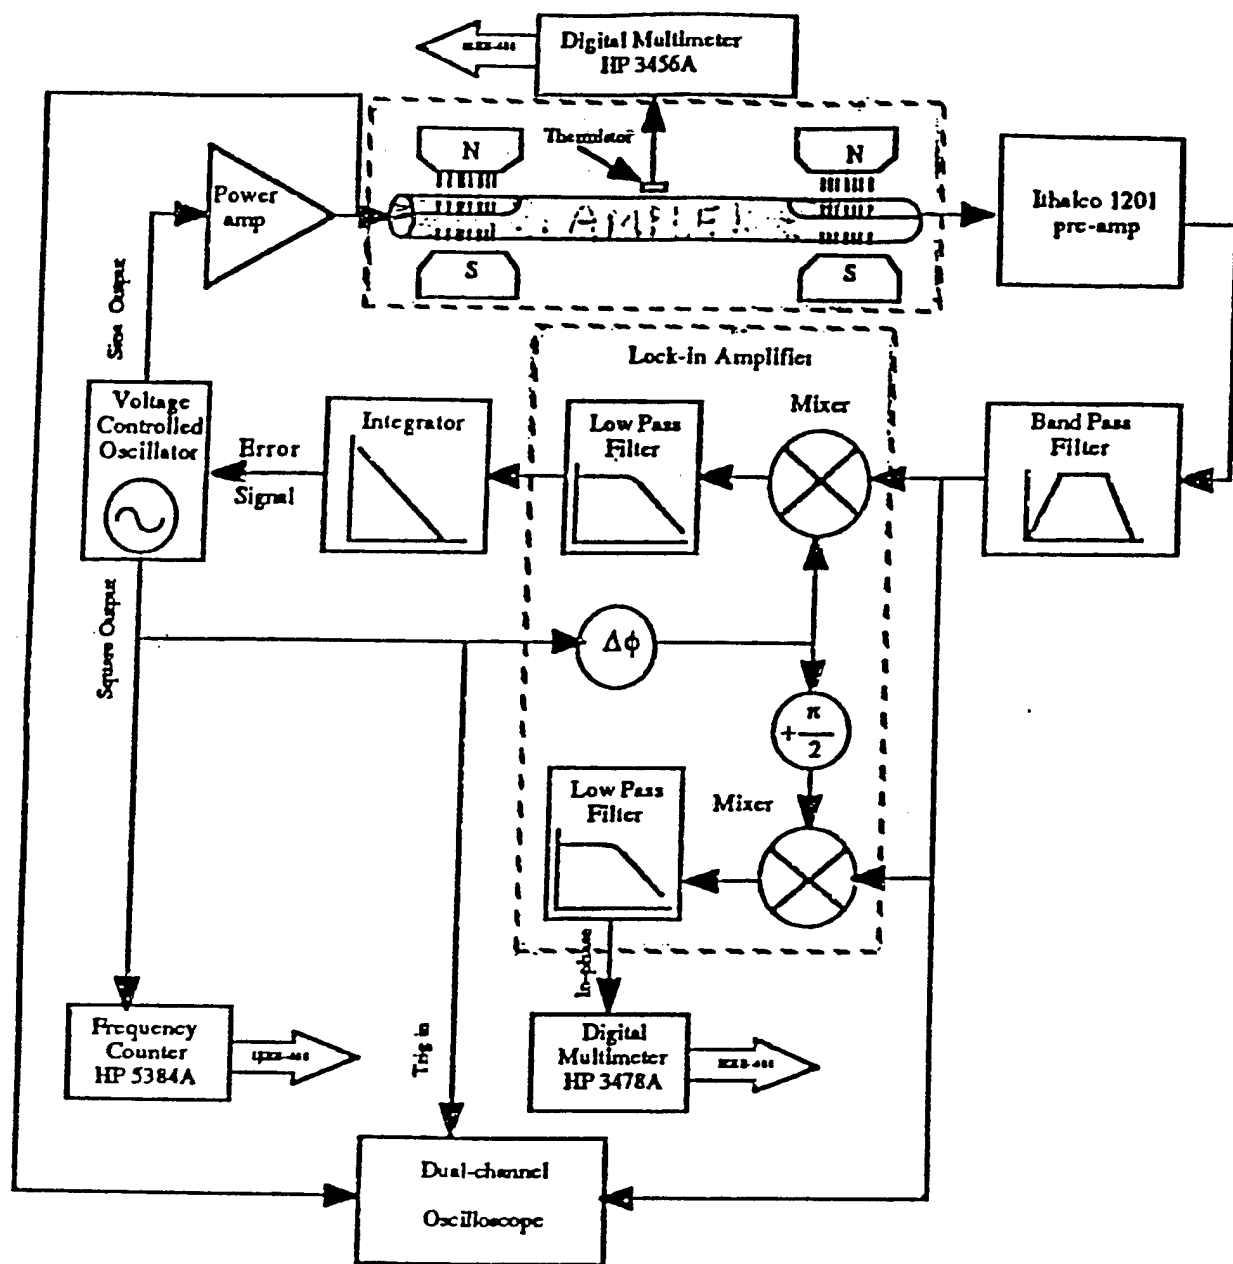 Digital Multimeter
HP 3456A
Thermistor
N
N
Power
amp
SAMPLE
Ithalco 1201
pre-amp
S
S
Sine Output
Lock-in Amplifier
Voltage
Controlled
Oscillator
Error
Signal
Integrator
Low Pass
Filter
Mixer
Band Pass
Filter
Square Output
Δϕ
+π/2
Low Pass
Filter
Mixer
In-phase
Trig in
Frequency
Counter
HP 5384A
Digital
Multimeter
HP 3478A
Dual-channel
Oscilloscope